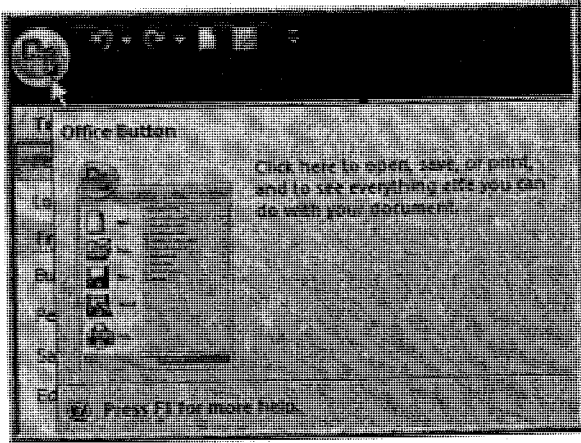 Office Button
Click here to open, save, or print,
and to see everything else you can
do with your document.
Press F1 for more help.